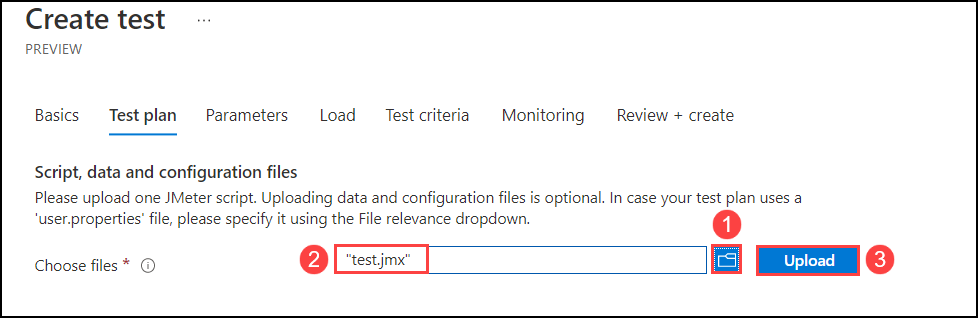 Create test ...
PREVIEW
Basics Test plan Parameters Load Test criteria Monitoring Review + create
Script, data and configuration files
Please upload one JMeter script. Uploading data and configuration files is optional. In case your test plan uses a
'user.properties' file, please specify it using the File relevance dropdown.
1
Choose files * 2 "test.jmx" Upload 3